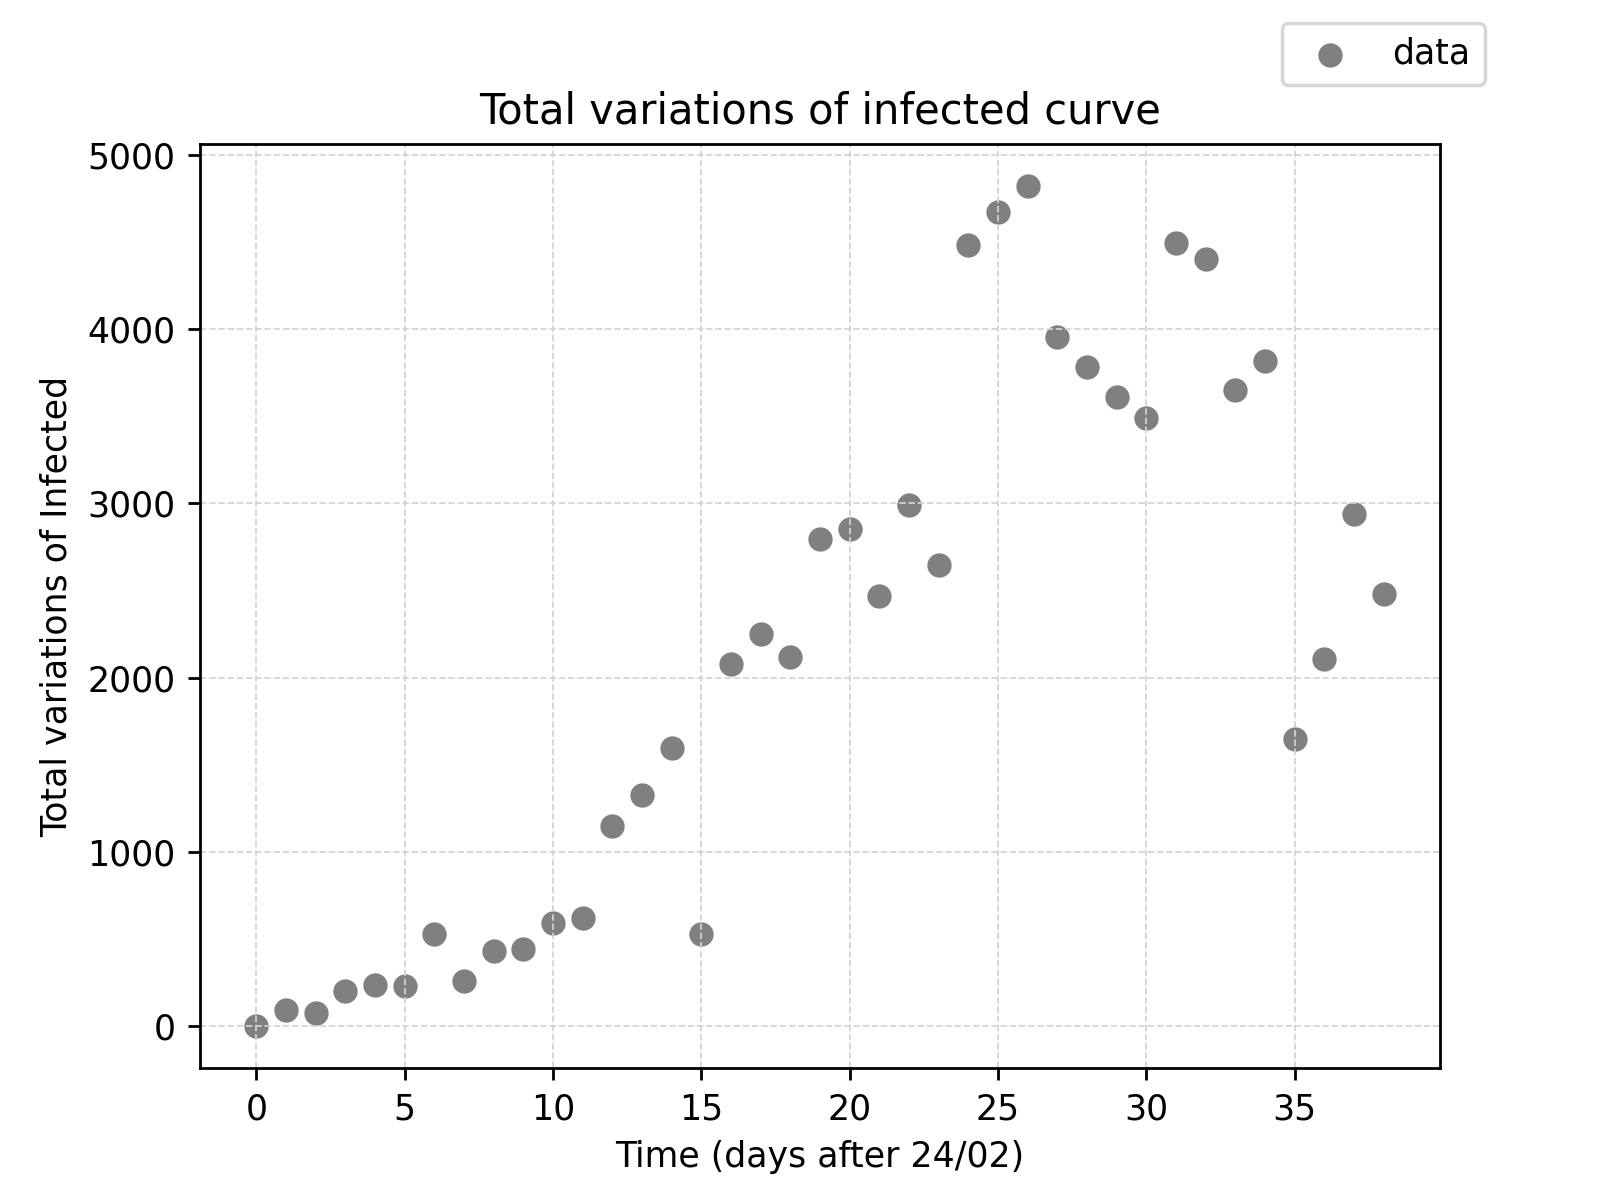 data
Total variations of infected curve
Total variations of Infected
5000
4000
3000
2000
1000
0
0 5 10 15 20 25 30 35
Time (days after 24/02)